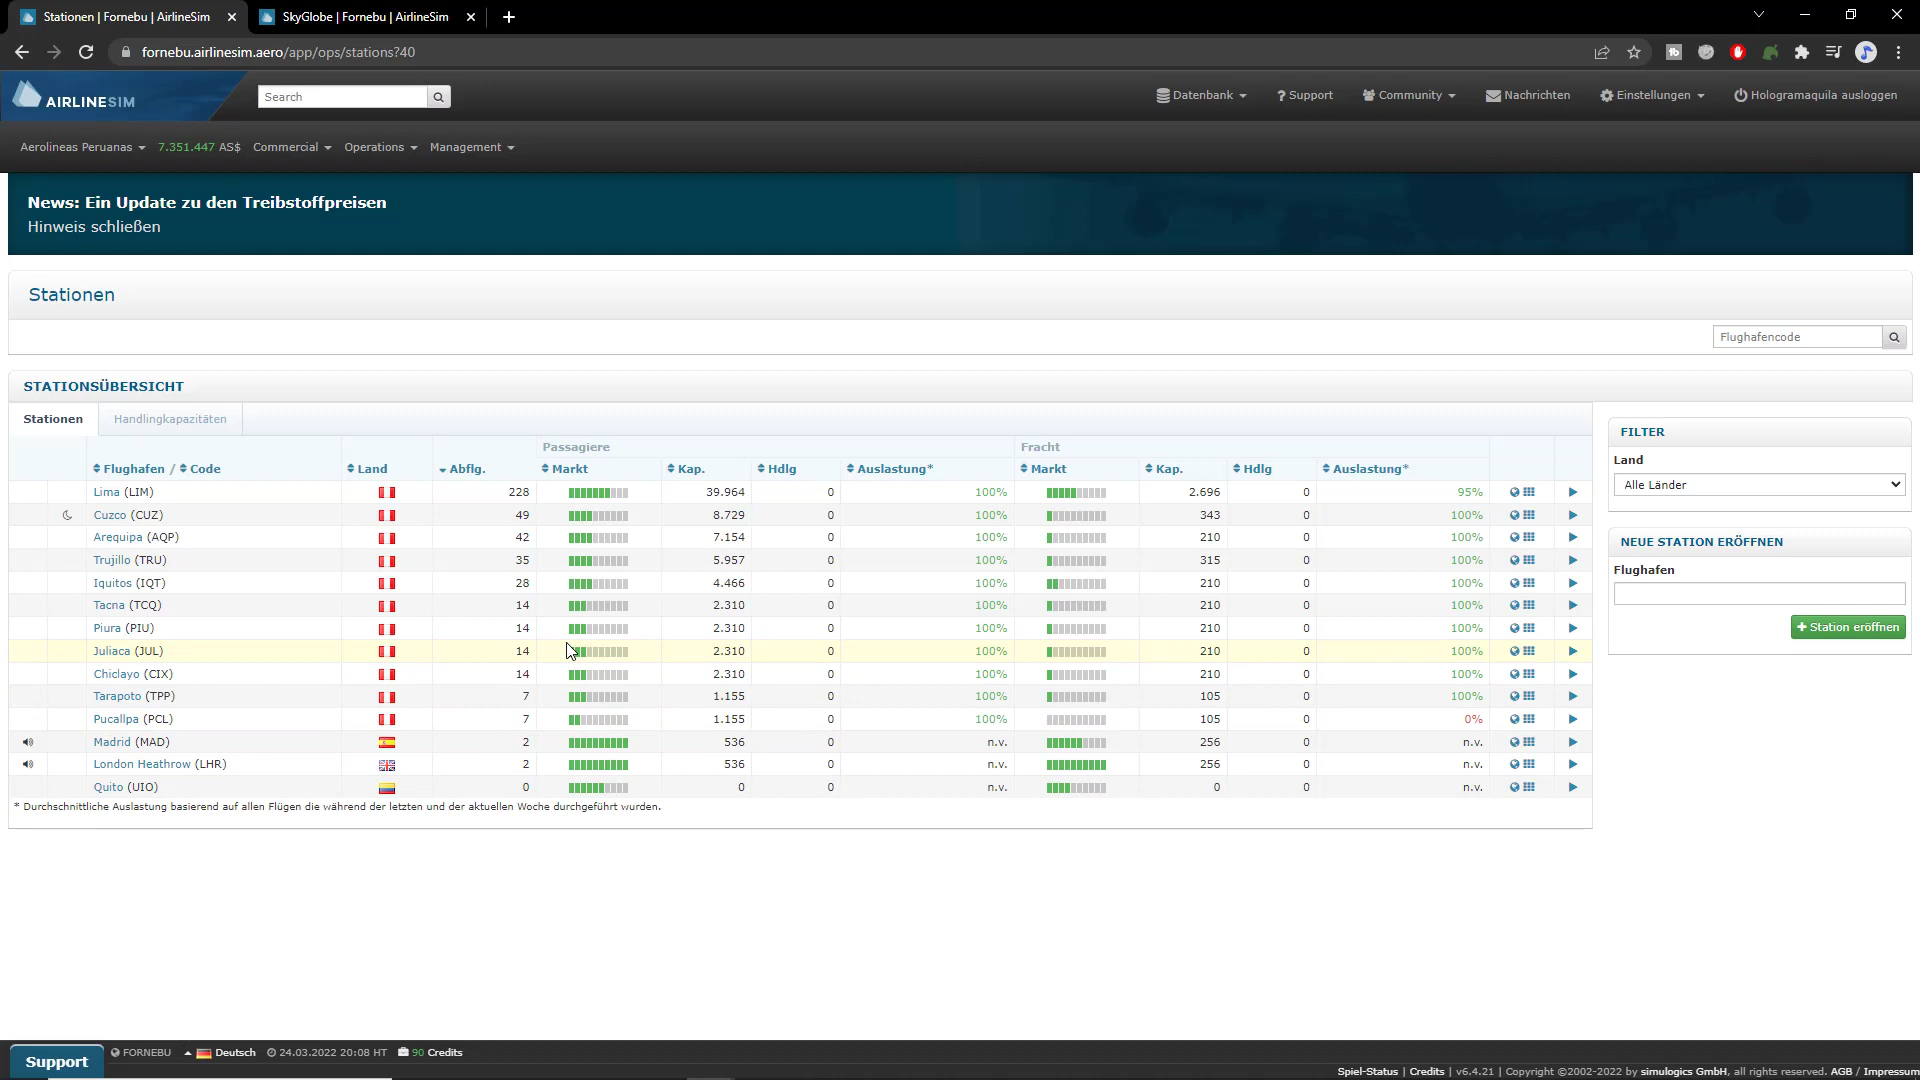 Stationen | Fornebu | AirlineSim
SkyGlobe | Fornebu | AirlineSim
fornebu.airlinesim.aero/app/ops/stations?40
AIRLINESIM
Search
Datenbank
? Support
Community
Nachrichten
Einstellungen
Hologramaquila ausloggen
Aerolineas Peruanas
7.351.447 AS$
Commercial
Operations
Management
News: Ein Update zu den Treibstoffpreisen
Hinweis schließen
Stationen
Flughafencode
STATIONSÜBERSICHT
Stationen
Handlingkapazitäten
Passagiere
Fracht
Flughafen / Code Land Abflg. Markt Kap. Hdlg Auslastung* Markt Kap. Hdlg Auslastung*
Lima (LIM) 228 39.964 0 100% 2.696 0 95%
Cuzco (CUZ) 49 8.729 0 100% 343 0 100%
Arequipa (AQP) 42 7.154 0 100% 210 0 100%
Trujillo (TRU) 35 5.957 0 100% 315 0 100%
Iquitos (IQT) 28 4.466 0 100% 210 0 100%
Tacna (TCQ) 14 2.310 0 100% 210 0 100%
Piura (PIU) 14 2.310 0 100% 210 0 100%
Juliaca (JUL) 14 2.310 0 100% 210 0 100%
Chiclayo (CIX) 14 2.310 0 100% 210 0 100%
Tarapoto (TPP) 7 1.155 0 100% 105 0 100%
Pucallpa (PCL) 7 1.155 0 100% 105 0 0%
Madrid (MAD) 2 536 0 n.v. 256 0 n.v.
London Heathrow (LHR) 2 536 0 n.v. 256 0 n.v.
Quito (UIO) 0 0 0 n.v. 0 0 n.v.
* Durchschnittliche Auslastung basierend auf allen Flügen die während der letzten und der aktuellen Woche durchgeführt wurden.
FILTER
Land
Alle Länder
NEUE STATION ERÖFFNEN
Flughafen
+ Station eröffnen
Support
FORNEBU
Deutsch
24.03.2022 20:08 HT
90 Credits
Spiel-Status | Credits | v6.4.21 | Copyright ©2002-2022 by simulogics GmbH, all rights reserved. AGB / Impressum